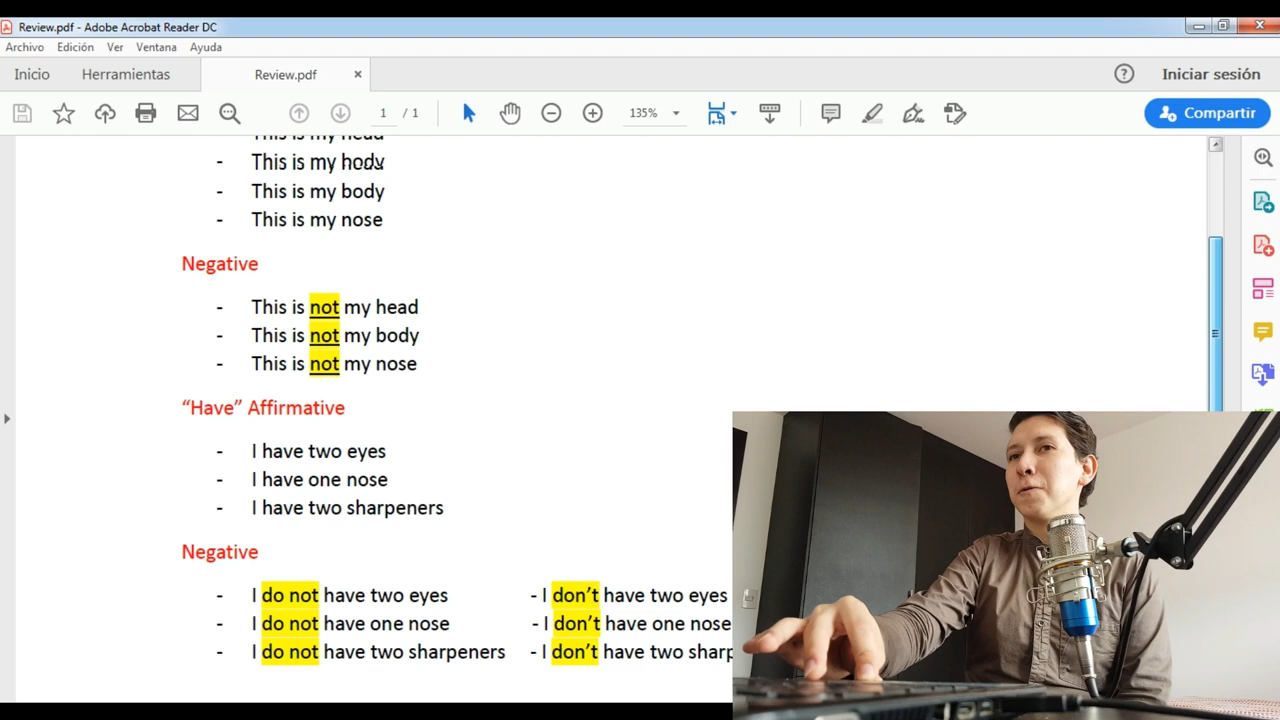 Review.pdf - Adobe Acrobat Reader DC
Archivo Edición Ver Ventana Ayuda
Inicio Herramientas Review.pdf × Iniciar sesión
1 / 1 135% Compartir
This is my head
- This is my body
- This is my body
- This is my nose
Negative
- This is not my head
- This is not my body
- This is not my nose
“Have” Affirmative
- I have two eyes
- I have one nose
- I have two sharpeners
Negative
- I do not have two eyes - I don’t have two eyes
- I do not have one nose - I don’t have one nose
- I do not have two sharpeners - I don’t have two sharp